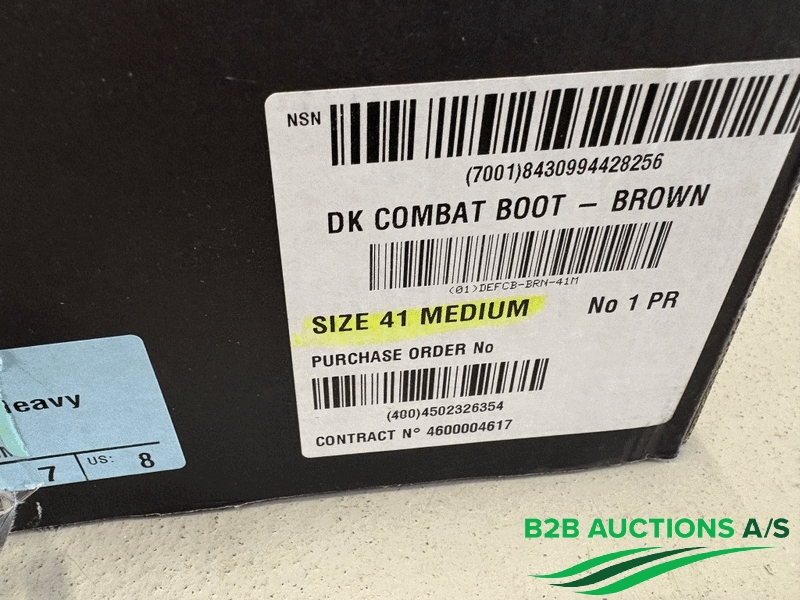 NSN
(7001)8430994428256
DK COMBAT BOOT – BROWN
(01)DEFCB-BRN-41M
SIZE 41 MEDIUM No 1 PR
PURCHASE ORDER No
(400)4502326354
CONTRACT N° 4600004617
7 US: 8
B2B AUCTIONS A/S